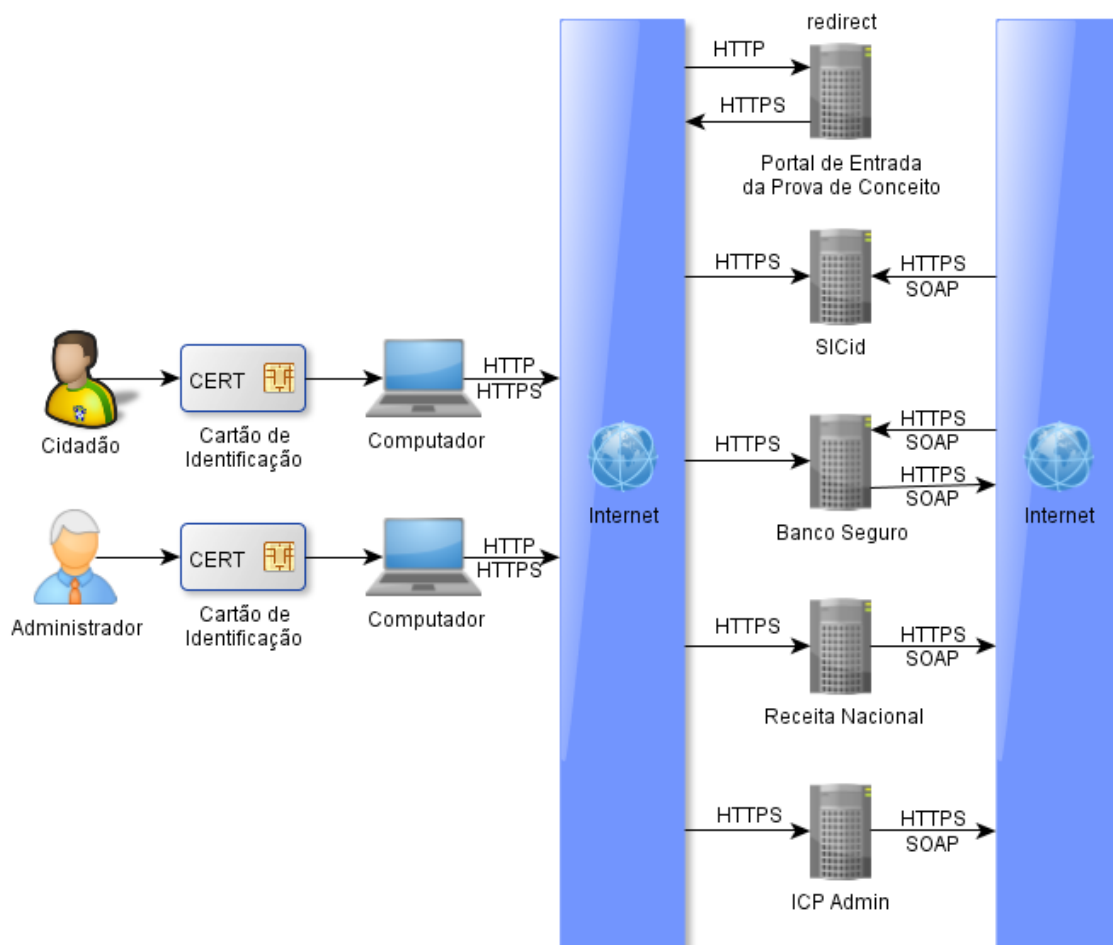 redirect
HTTP
HTTPS
Portal de Entrada
da Prova de Conceito
HTTPS
HTTPS
SOAP
SICid
CERT
HTTP
HTTPS
Cidadão
Cartão de
Identificação
Computador
HTTPS
HTTPS
SOAP
HTTPS
SOAP
Internet
Banco Seguro
Internet
CERT
HTTP
HTTPS
Administrador
Cartão de
Identificação
Computador
HTTPS
HTTPS
SOAP
Receita Nacional
HTTPS
HTTPS
SOAP
ICP Admin